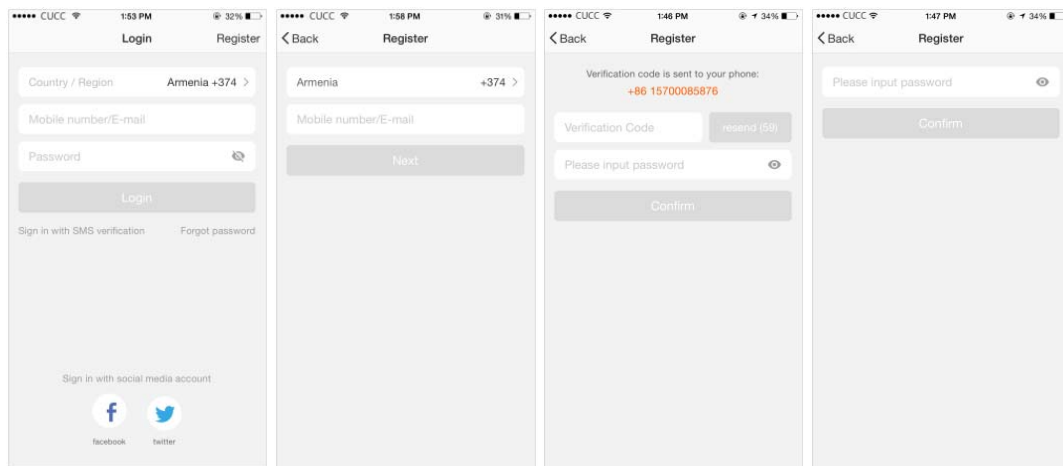 CUCC 1:53 PM 32%
Login Register
Country / Region Armenia +374 >
Mobile number/E-mail
Password
Login
Sign in with SMS verification Forgot password
Sign in with social media account
facebook twitter
CUCC 1:58 PM 31%
< Back Register
Armenia +374 >
Mobile number/E-mail
Next
CUCC 1:46 PM 34%
< Back Register
Verification code is sent to your phone:
+86 15700085876
Verification Code resend (59)
Please input password
Confirm
CUCC 1:47 PM 34%
< Back Register
Please input password
Confirm